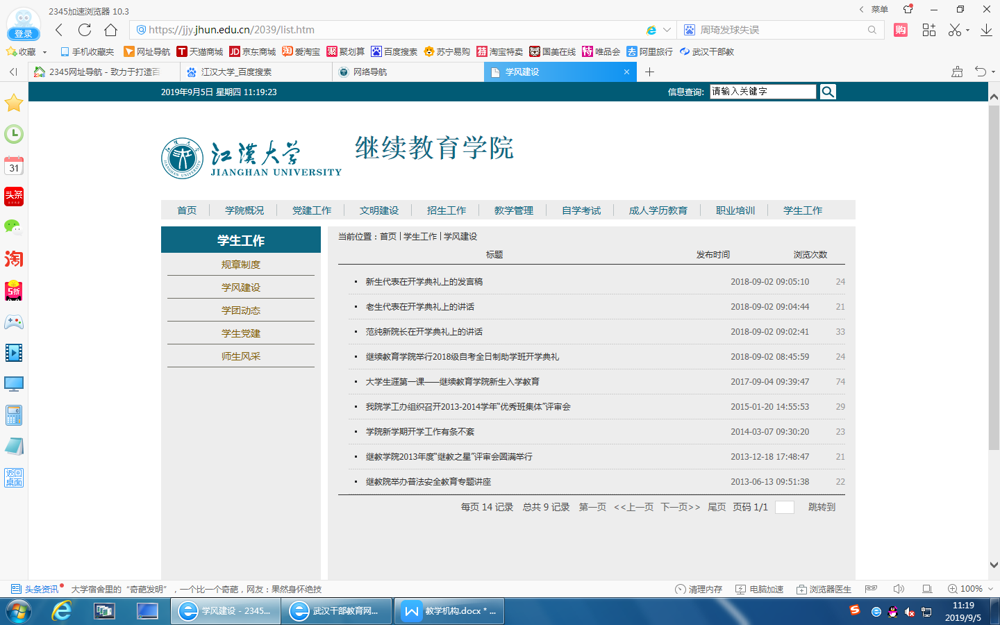 2345加速浏览器 10.3
菜单
登录
https://jjy.jhun.edu.cn/2039/list.htm
周琦发球失误
购
收藏 手机收藏夹 网址导航 天猫商城 京东商城 爱淘宝 聚划算 百度搜索 苏宁易购 淘宝特卖 国美在线 唯品会 阿里旅行 武汉干部教
2345网址导航 - 致力于打造百
江汉大学_百度搜索
网络导航
学风建设
2019年9月5日 星期四 11:19:23
信息查询:
请输入关键字
31
头条
淘
5折
返回
桌面
江漢大学
JIANGHAN UNIVERSITY
继续教育学院
首页 学院概况 党建工作 文明建设 招生工作 教学管理 自学考试 成人学历教育 职业培训 学生工作
学生工作
规章制度
学风建设
学团动态
学生党建
师生风采
当前位置：首页 | 学生工作 | 学风建设
标题 发布时间 浏览次数
新生代表在开学典礼上的发言稿 2018-09-02 09:05:10 24
老生代表在开学典礼上的讲话 2018-09-02 09:04:44 21
范纯新院长在开学典礼上的讲话 2018-09-02 09:02:41 33
继续教育学院举行2018级自考全日制助学班开学典礼 2018-09-02 08:45:59 24
大学生涯第一课——继续教育学院新生入学教育 2017-09-04 09:39:47 74
我院学工办组织召开2013-2014学年“优秀班集体”评审会 2015-01-20 14:55:53 29
学院新学期开学工作有条不紊 2014-03-07 09:30:20 23
继教学院2013年度“继教之星”评审会圆满举行 2013-12-18 17:48:47 21
继教院举办普法安全教育专题讲座 2013-06-13 09:51:38 22
每页 14 记录 总共 9 记录 第一页 <<上一页 下一页>> 尾页 页码 1/1 跳转到
头条资讯 大学宿舍里的“奇葩发明”，一个比一个奇葩，网友：果然身怀绝技
清理内存 电脑加速 浏览器医生 100%
学风建设 - 2345...
武汉干部教育网...
教学机构.docx * ...
11:19
2019/9/5